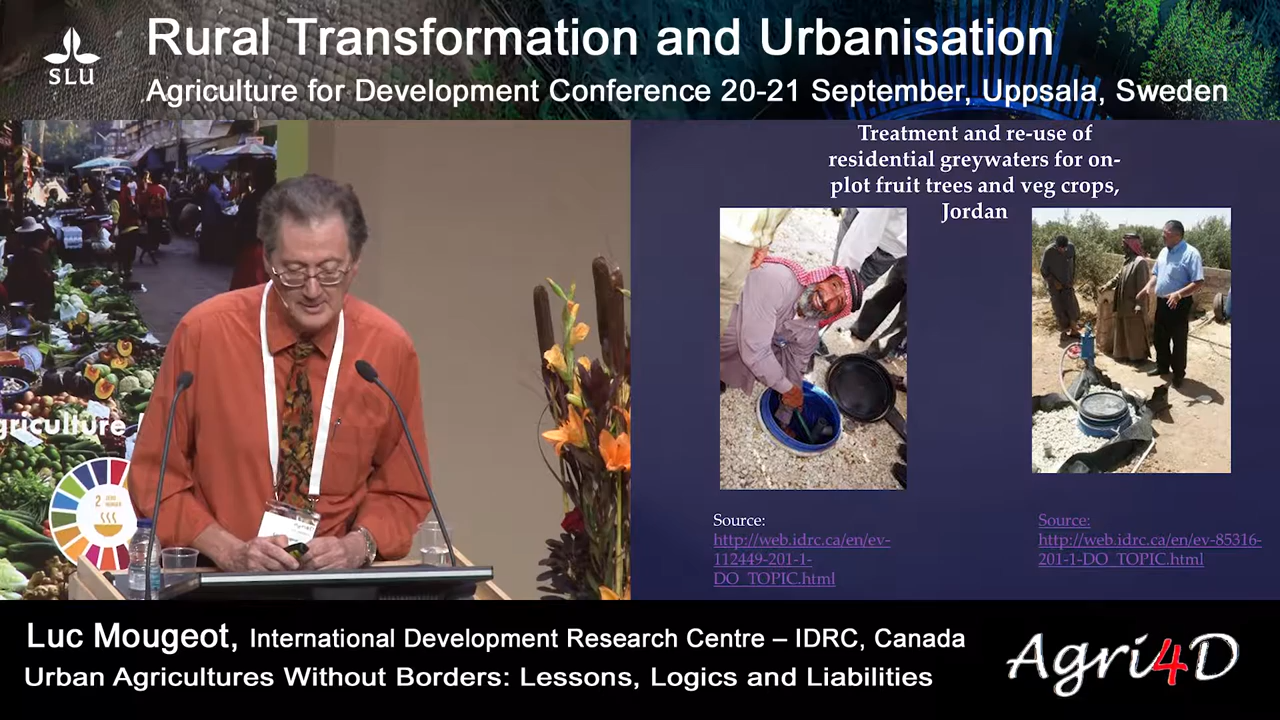 SLU
Rural Transformation and Urbanisation
Agriculture for Development Conference 20-21 September, Uppsala, Sweden
griculture
2 ZERO
HUNGER
Treatment and re-use of
residential greywaters for on-
plot fruit trees and veg crops,
Jordan
Source:
http://web.idrc.ca/en/ev-
112449-201-1-
DO_TOPIC.html
Source:
http://web.idrc.ca/en/ev-85316-
201-1-DO_TOPIC.html
Luc Mougeot, International Development Research Centre – IDRC, Canada
Urban Agricultures Without Borders: Lessons, Logics and Liabilities
Agri4D